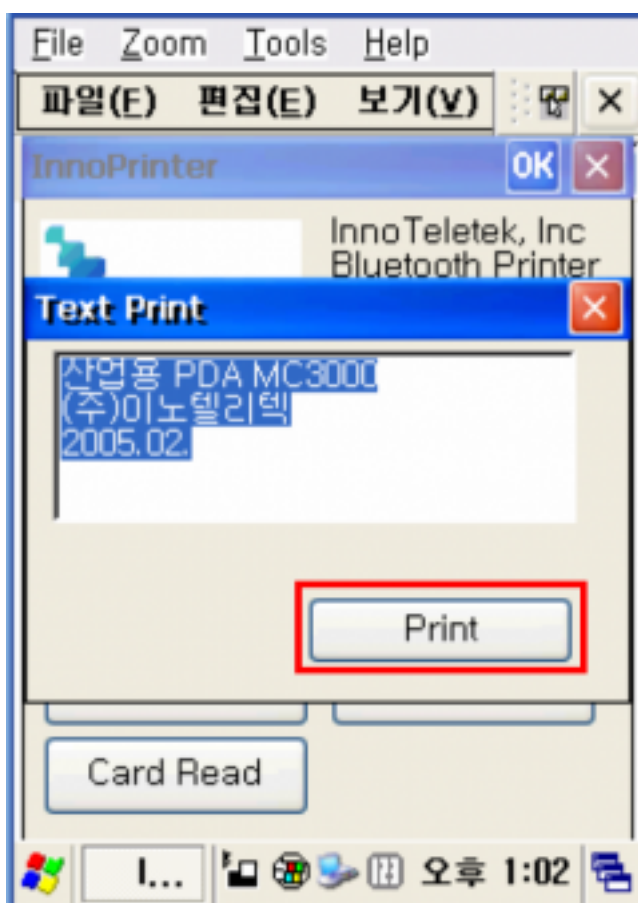 File Zoom Tools Help
파일(F) 편집(E) 보기(V)
InnoPrinter OK
InnoTeletek, Inc
Bluetooth Printer
Text Print
산업용 PDA MC3000
(주)이노텔리텍
2005.02.
Print
Card Read
I... 오후 1:02